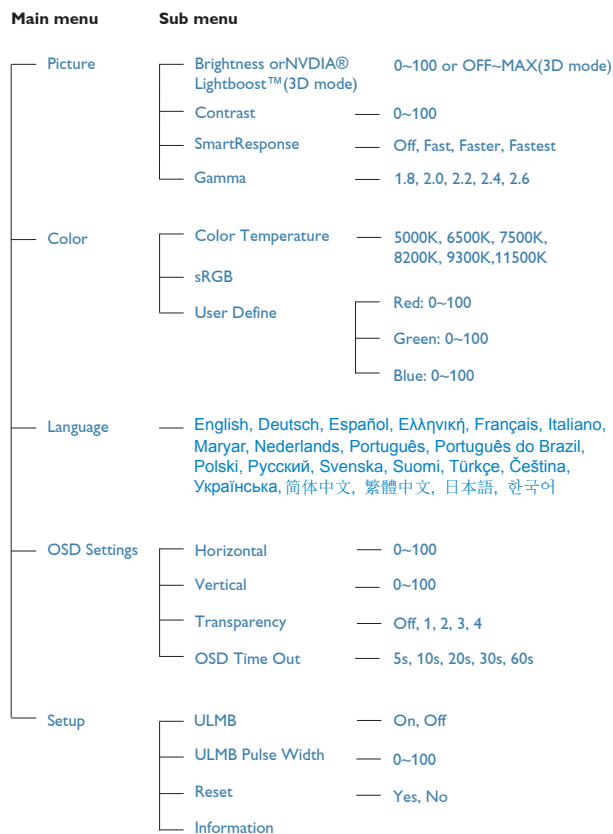 Main menu Sub menu
Picture Brightness orNVDIA® 0~100 or OFF~MAX(3D mode)
Lightboost™(3D mode)
Contrast 0~100
SmartResponse Off, Fast, Faster, Fastest
Gamma 1.8, 2.0, 2.2, 2.4, 2.6
Color Color Temperature 5000K, 6500K, 7500K,
8200K, 9300K,11500K
sRGB
User Define Red: 0~100
Green: 0~100
Blue: 0~100
Language English, Deutsch, Español, Ελληνική, Français, Italiano,
Maryar, Nederlands, Português, Português do Brazil,
Polski, Русский, Svenska, Suomi, Türkçe, Čeština,
Українська, 简体中文, 繁體中文, 日本語, 한국어
OSD Settings Horizontal 0~100
Vertical 0~100
Transparency Off, 1, 2, 3, 4
OSD Time Out 5s, 10s, 20s, 30s, 60s
Setup ULMB On, Off
ULMB Pulse Width 0~100
Reset Yes, No
Information